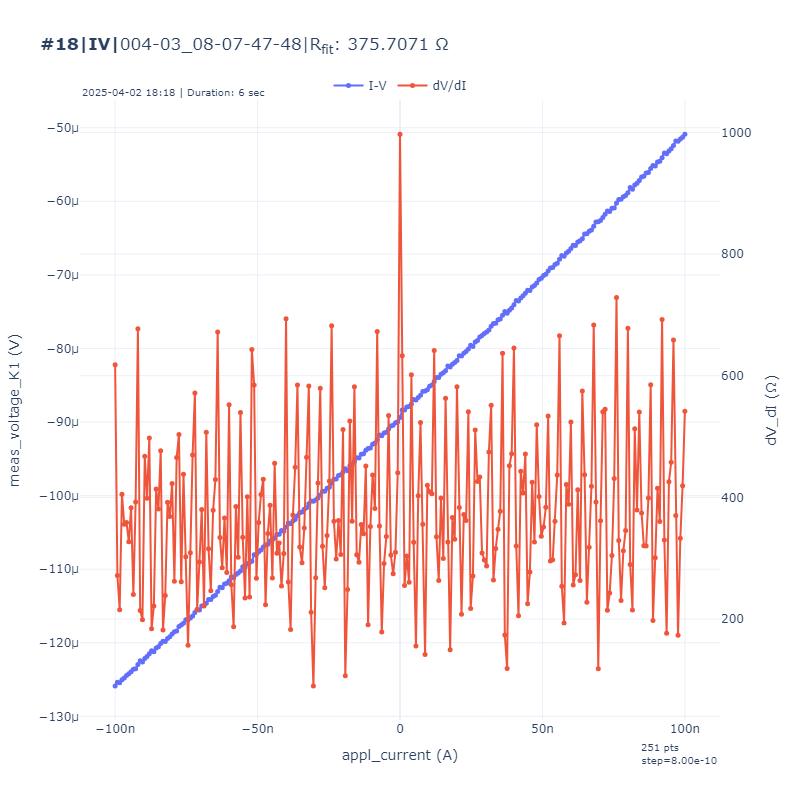 #18|IV|004-03_08-07-47-48|Rfit: 375.7071 Ω
2025-04-02 18:18 | Duration: 6 sec
I-V
dV/dI
−50μ
−60μ
−70μ
−80μ
−90μ
−100μ
−110μ
−120μ
−130μ
meas_voltage_K1 (V)
1000
800
600
400
200
dV_dI (Ω)
−100n
−50n
0
50n
100n
appl_current (A)
251 pts
step=8.00e-10